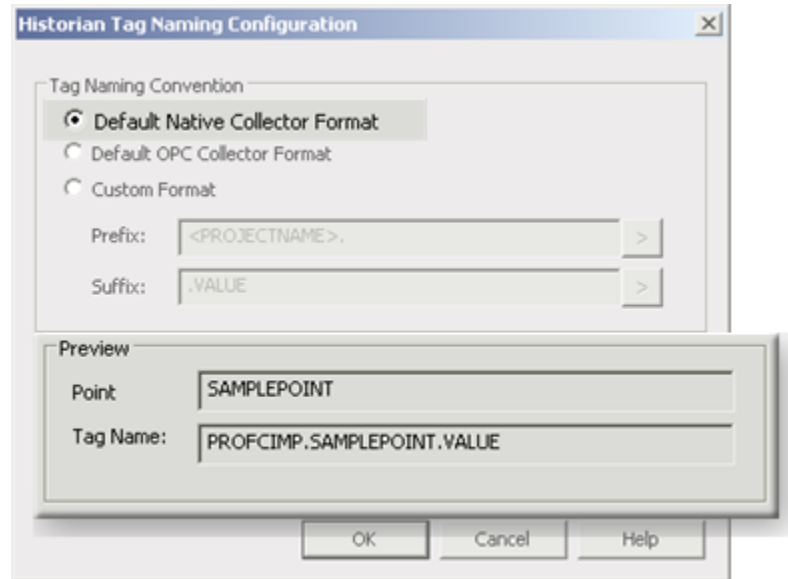 Historian Tag Naming Configuration
Tag Naming Convention
Default Native Collector Format
Default OPC Collector Format
Custom Format
Prefix: <PROJECTNAME>. >
Suffix: .VALUE >
Preview
Point SAMPLEPOINT
Tag Name: PROFCIMP.SAMPLEPOINT.VALUE
OK Cancel Help